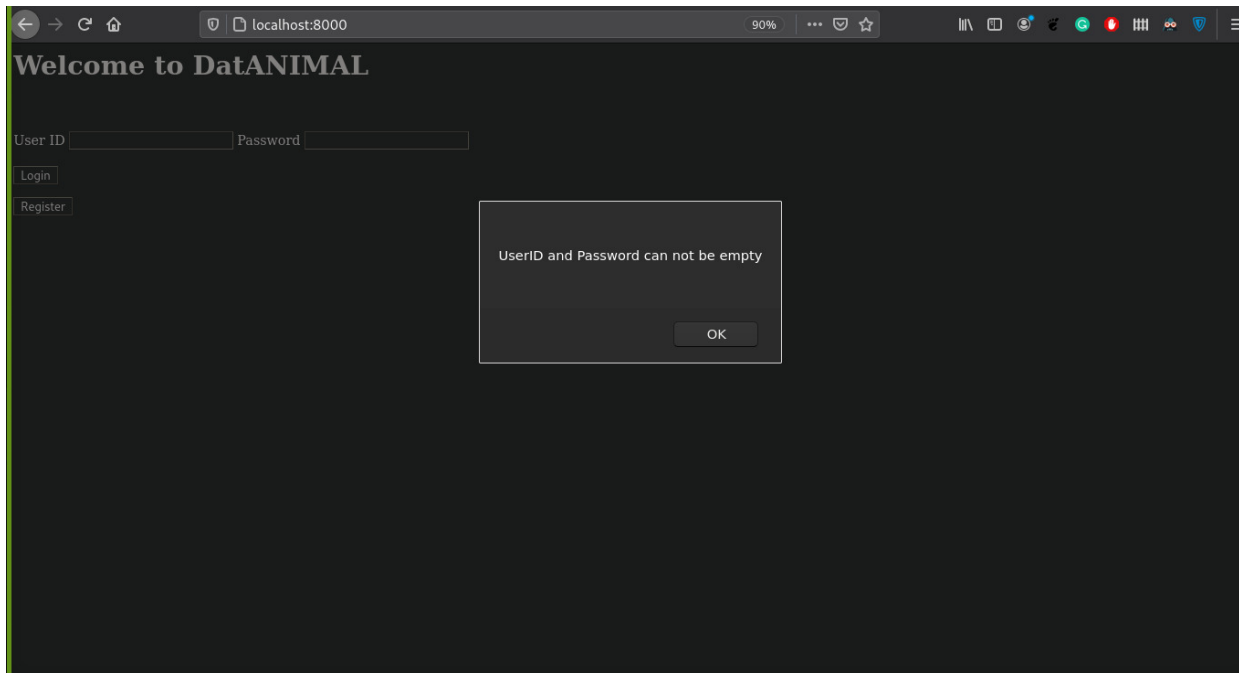 localhost:8000
90%
Welcome to DatANIMAL
User ID Password
Login
Register
UserID and Password can not be empty
OK